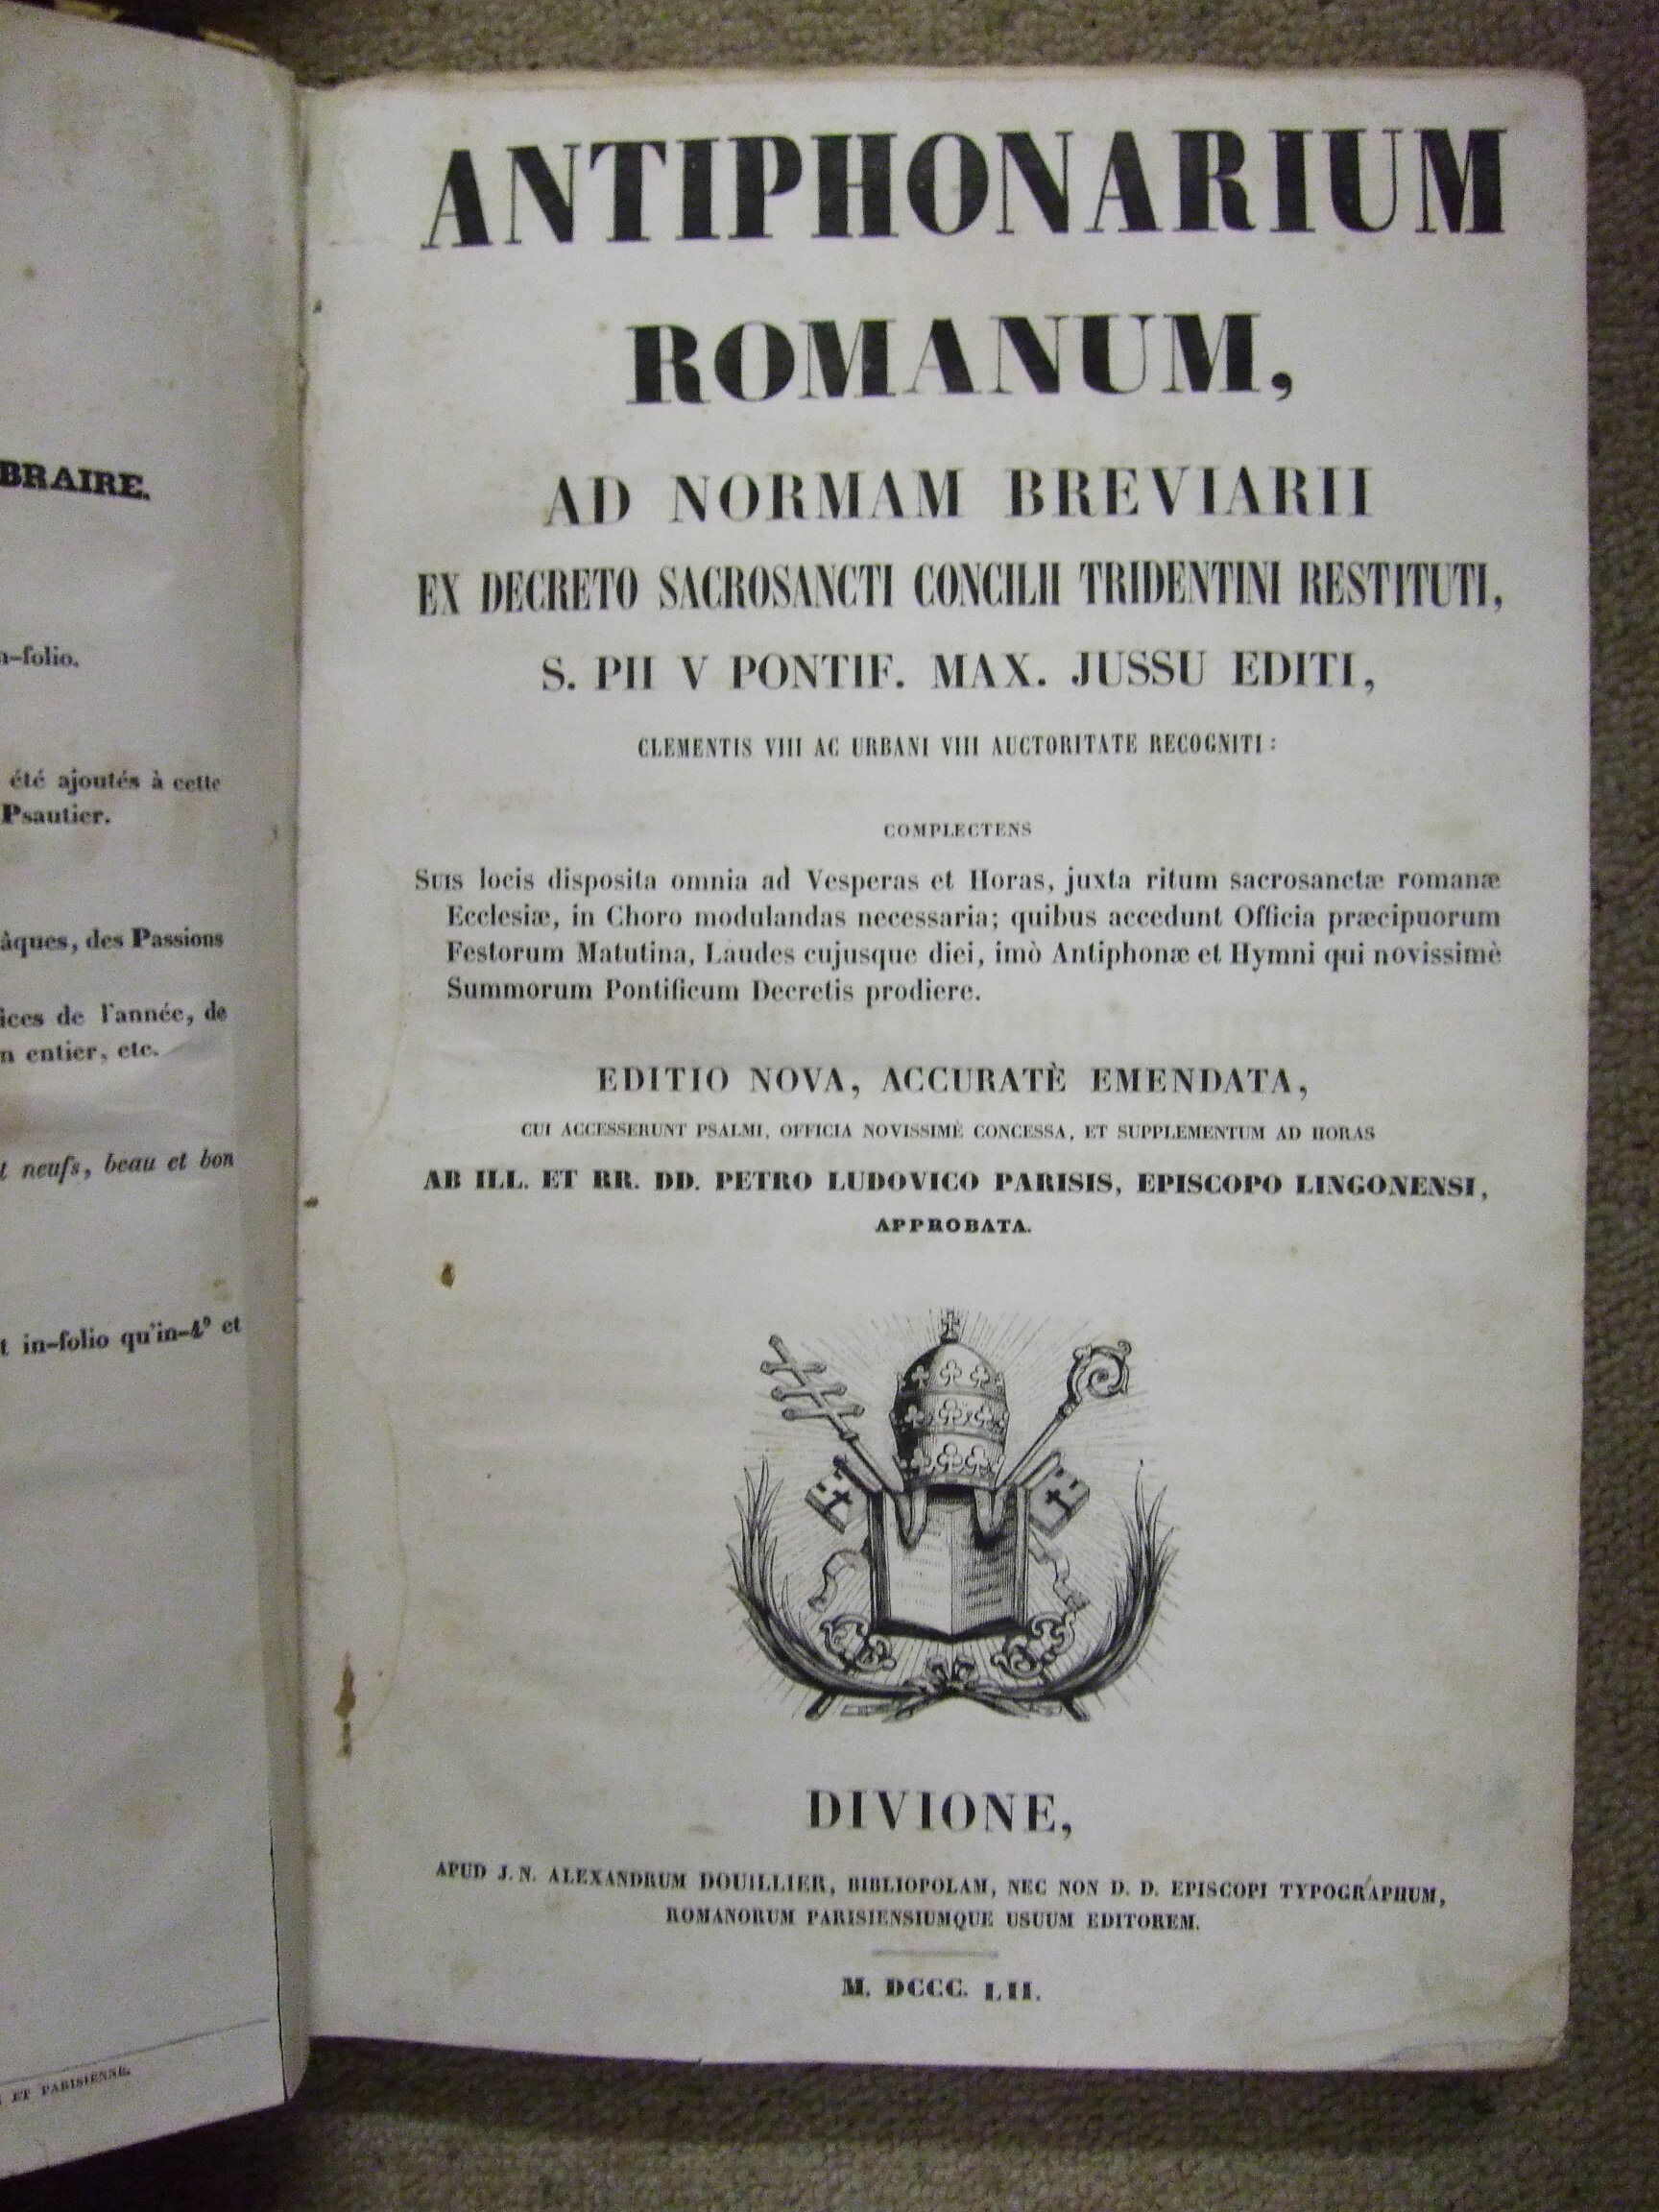 BRAIRE.
n-folio.
été ajoutés à cette
Psautier.
âques, des Passions
ices de l'année, de
n entier, etc.
t neufs, beau et bon
t in-folio qu'in-4º et
ET PARISIENNE.
ANTIPHONARIUM
ROMANUM,
AD NORMAM BREVIARII
EX DECRETO SACROSANCTI CONCILII TRIDENTINI RESTITUTI,
S. PII V PONTIF. MAX. JUSSU EDITI,
CLEMENTIS VIII AC URBANI VIII AUCTORITATE RECOGNITI :
COMPLECTENS
SUIS locis disposita omnia ad Vesperas et Horas, juxta ritum sacrosanctæ romanæ
Ecclesiæ, in Choro modulandas necessaria; quibus accedunt Officia præcipuorum
Festorum Matutina, Laudes cujusque diei, imò Antiphonæ et Hymni qui novissimè
Summorum Pontificum Decretis prodiere.
EDITIO NOVA, ACCURATÈ EMENDATA,
CUI ACCESSERUNT PSALMI, OFFICIA NOVISSIMÈ CONCESSA, ET SUPPLEMENTUM AD HORAS
AB ILL. ET RR. DD. PETRO LUDOVICO PARISIS, EPISCOPO LINGONENSI,
APPROBATA.
DIVIONE,
APUD J. N. ALEXANDRUM DOUILLIER, BIBLIOPOLAM, NEC NON D. D. EPISCOPI TYPOGRAPHUM,
ROMANORUM PARISIENSIUMQUE USUUM EDITOREM.
M. DCCC. LII.